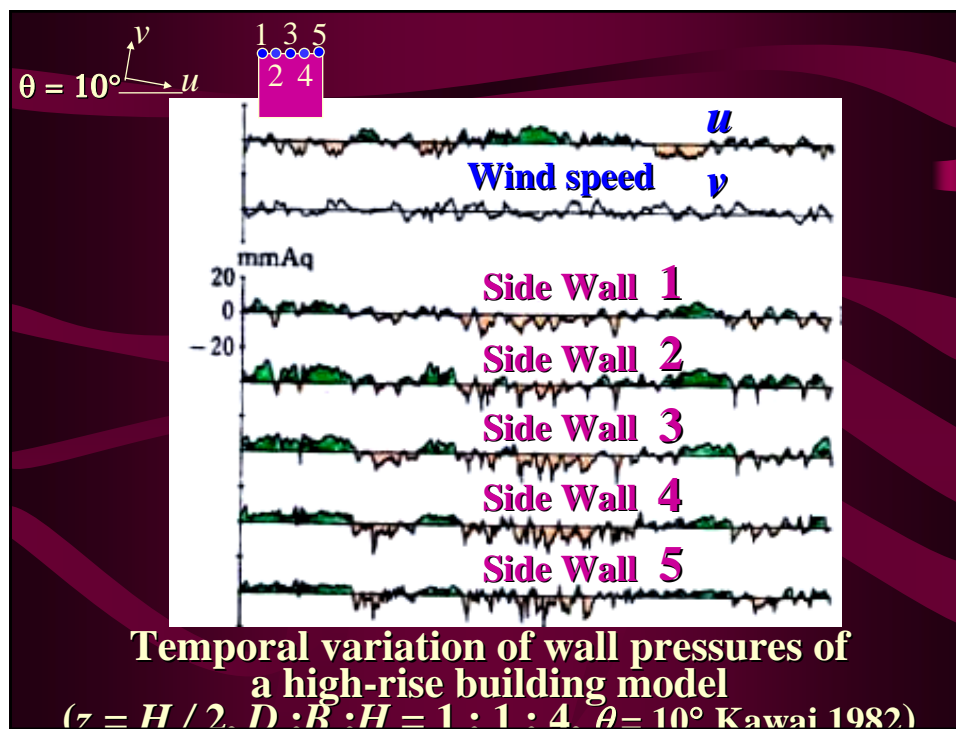 v
θ = 10°
u
1 3 5
2 4
u
Wind speed v
mmAq
20
0
−20
Side Wall 1
Side Wall 2
Side Wall 3
Side Wall 4
Side Wall 5
Temporal variation of wall pressures of
a high-rise building model
(z = H / 2, D :B :H = 1 : 1 : 4, θ = 10° Kawai 1982)